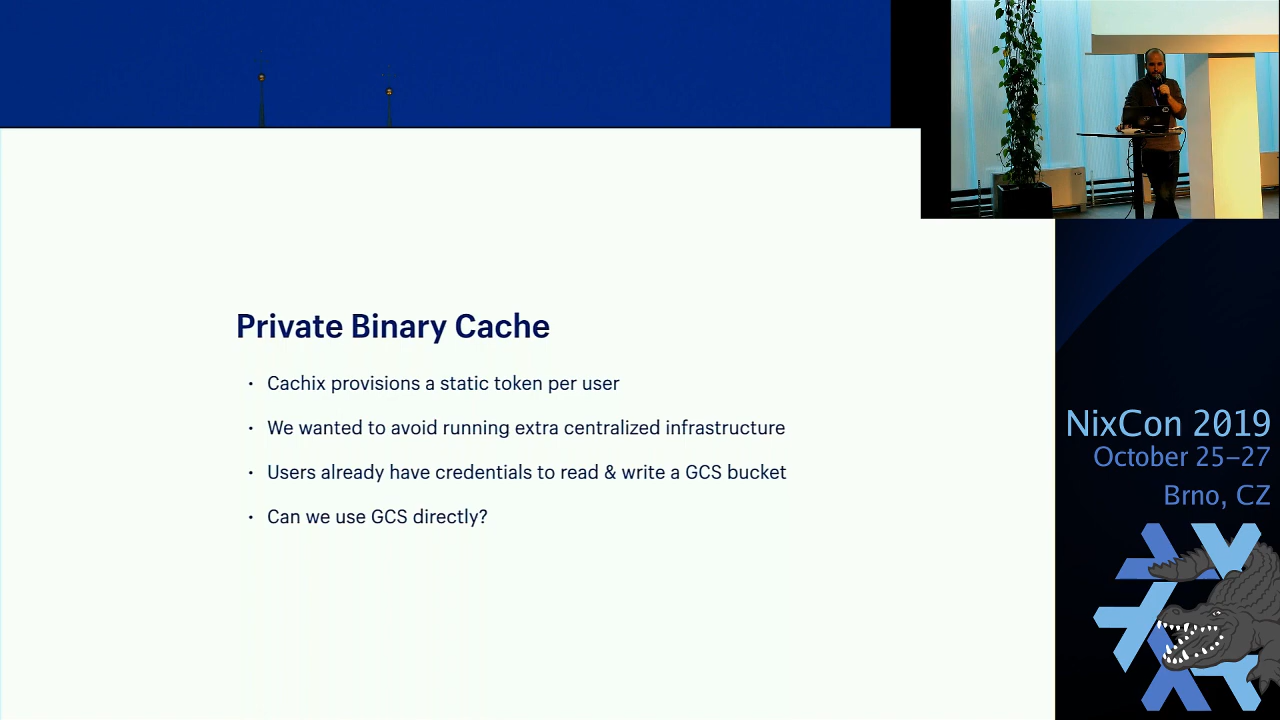 Private Binary Cache
• Cachix provisions a static token per user
• We wanted to avoid running extra centralized infrastructure
• Users already have credentials to read & write a GCS bucket
• Can we use GCS directly?
NixCon 2019
October 25–27
Brno, CZ